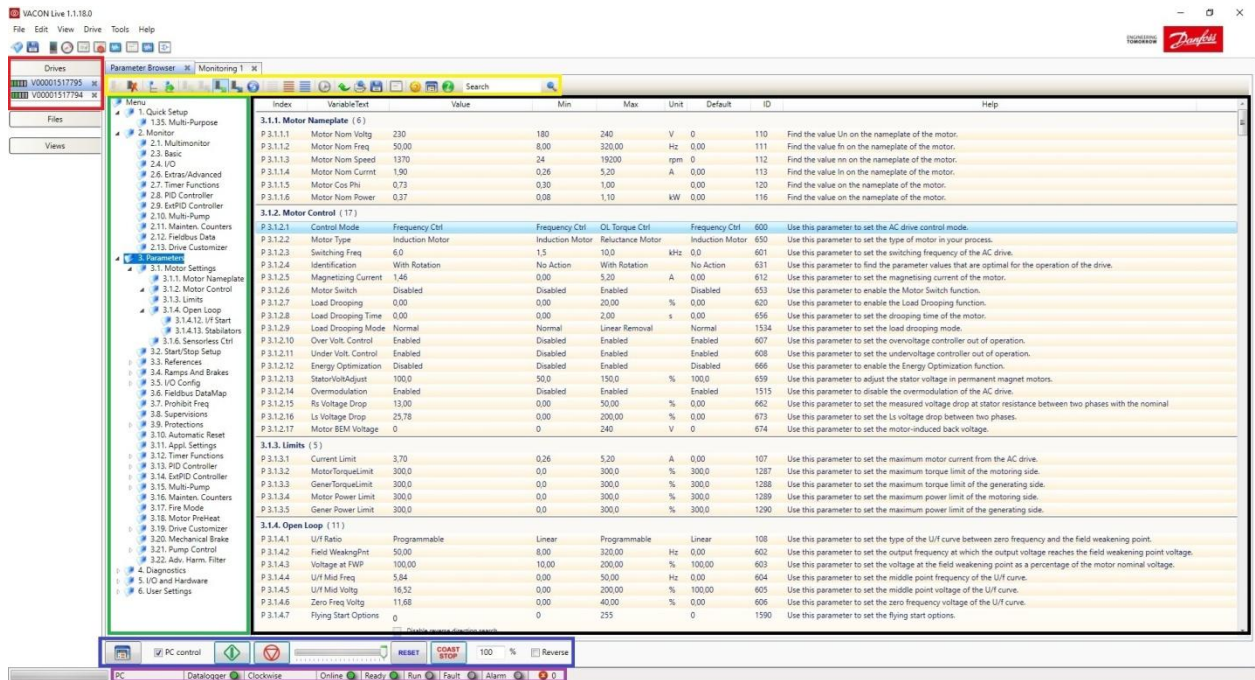 VACON Live 1.1.18.0
File Edit View Drive Tools Help
ENGINEERING
TOMORROW
Danfoss
Drives
V00001517795
V00001517794
Files
Views
Parameter Browser Monitoring 1
Search
Menu
1. Quick Setup
1.35. Multi-Purpose
2. Monitor
2.1. Multimonitor
2.3. Basic
2.4. I/O
2.6. Extras/Advanced
2.7. Timer Functions
2.8. PID Controller
2.9. ExtPID Controller
2.10. Multi-Pump
2.11. Mainten. Counters
2.12. Fieldbus Data
2.13. Drive Customizer
3. Parameters
3.1. Motor Settings
3.1.1. Motor Nameplate
3.1.2. Motor Control
3.1.3. Limits
3.1.4. Open Loop
3.1.4.12. I/f Start
3.1.4.13. Stabilators
3.1.6. Sensorless Ctrl
3.2. Start/Stop Setup
3.3. References
3.4. Ramps And Brakes
3.5. I/O Config
3.6. Fieldbus DataMap
3.7. Prohibit Freq
3.8. Supervisions
3.9. Protections
3.10. Automatic Reset
3.11. Appl. Settings
3.12. Timer Functions
3.13. PID Controller
3.14. ExtPID Controller
3.15. Multi-Pump
3.16. Mainten. Counters
3.17. Fire Mode
3.18. Motor PreHeat
3.19. Drive Customizer
3.20. Mechanical Brake
3.21. Pump Control
3.22. Adv. Harm. Filter
4. Diagnostics
5. I/O and Hardware
6. User Settings
Index VariableText Value Min Max Unit Default ID Help
3.1.1. Motor Nameplate (6)
P 3.1.1.1 Motor Nom Voltg 230 180 240 V 0 110 Find the value Un on the nameplate of the motor.
P 3.1.1.2 Motor Nom Freq 50,00 8,00 320,00 Hz 0,00 111 Find the value fn on the nameplate of the motor.
P 3.1.1.3 Motor Nom Speed 1370 24 19200 rpm 0 112 Find the value nn on the nameplate of the motor.
P 3.1.1.4 Motor Nom Currnt 1,90 0,26 5,20 A 0,00 113 Find the value In on the nameplate of the motor.
P 3.1.1.5 Motor Cos Phi 0,73 0,30 1,00 0,00 120 Find the value on the nameplate of the motor.
P 3.1.1.6 Motor Nom Power 0,37 0,08 1,10 kW 0,00 116 Find the value on the nameplate of the motor.
3.1.2. Motor Control (17)
P 3.1.2.1 Control Mode Frequency Ctrl Frequency Ctrl OL Torque Ctrl Frequency Ctrl 600 Use this parameter to set the AC drive control mode.
P 3.1.2.2 Motor Type Induction Motor Induction Motor Reluctance Motor Induction Motor 650 Use this parameter to set the type of motor in your process.
P 3.1.2.3 Switching Freq 6,0 1,5 10,0 kHz 0,0 601 Use this parameter to set the switching frequency of the AC drive.
P 3.1.2.4 Identification With Rotation No Action With Rotation No Action 631 Use this parameter to find the parameter values that are optimal for the operation of the drive.
P 3.1.2.5 Magnetizing Current 1,46 0,00 5,20 A 0,00 612 Use this parameter to set the magnetising current of the motor.
P 3.1.2.6 Motor Switch Disabled Disabled Enabled Disabled 653 Use this parameter to enable the Motor Switch function.
P 3.1.2.7 Load Drooping 0,00 0,00 20,00 % 0,00 620 Use this parameter to enable the Load Drooping function.
P 3.1.2.8 Load Drooping Time 0,00 0,00 2,00 s 0,00 656 Use this parameter to set the drooping time of the motor.
P 3.1.2.9 Load Drooping Mode Normal Normal Linear Removal Normal 1534 Use this parameter to set the load drooping mode.
P 3.1.2.10 Over Volt. Control Enabled Disabled Enabled Enabled 607 Use this parameter to set the overvoltage controller out of operation.
P 3.1.2.11 Under Volt. Control Enabled Disabled Enabled Enabled 608 Use this parameter to set the undervoltage controller out of operation.
P 3.1.2.12 Energy Optimization Disabled Disabled Enabled Disabled 666 Use this parameter to enable the Energy Optimization function.
P 3.1.2.13 StatorVoltAdjust 100,0 50,0 150,0 % 100,0 659 Use this parameter to adjust the stator voltage in permanent magnet motors.
P 3.1.2.14 Overmodulation Enabled Disabled Enabled Enabled 1515 Use this parameter to disable the overmodulation of the AC drive.
P 3.1.2.15 Rs Voltage Drop 13,00 0,00 50,00 % 0,00 662 Use this parameter to set the measured voltage drop at stator resistance between two phases with the nominal
P 3.1.2.16 Ls Voltage Drop 25,78 0,00 200,00 % 0,00 673 Use this parameter to set the Ls voltage drop between two phases.
P 3.1.2.17 Motor BEM Voltage 0 0 240 V 0 674 Use this parameter to set the motor-induced back voltage.
3.1.3. Limits (5)
P 3.1.3.1 Current Limit 3,70 0,26 5,20 A 0,00 107 Use this parameter to set the maximum motor current from the AC drive.
P 3.1.3.2 MotorTorqueLimit 300,0 0,0 300,0 % 300,0 1287 Use this parameter to set the maximum torque limit of the motoring side.
P 3.1.3.3 GenerTorqueLimit 300,0 0,0 300,0 % 300,0 1288 Use this parameter to set the maximum torque limit of the generating side.
P 3.1.3.4 Motor Power Limit 300,0 0,0 300,0 % 300,0 1289 Use this parameter to set the maximum power limit of the motoring side.
P 3.1.3.5 Gener Power Limit 300,0 0,0 300,0 % 300,0 1290 Use this parameter to set the maximum power limit of the generating side.
3.1.4. Open Loop (11)
P 3.1.4.1 U/f Ratio Programmable Linear Programmable Linear 108 Use this parameter to set the type of the U/f curve between zero frequency and the field weakening point.
P 3.1.4.2 Field WeakngPnt 50,00 8,00 320,00 Hz 0,00 602 Use this parameter to set the output frequency at which the output voltage reaches the field weakening point voltage.
P 3.1.4.3 Voltage at FWP 100,00 10,00 200,00 % 100,00 603 Use this parameter to set the voltage at the field weakening point as a percentage of the motor nominal voltage.
P 3.1.4.4 U/f Mid Freq 5,84 0,00 50,00 Hz 0,00 604 Use this parameter to set the middle point frequency of the U/f curve.
P 3.1.4.5 U/f Mid Voltg 16,52 0,00 200,00 % 100,00 605 Use this parameter to set the middle point voltage of the U/f curve.
P 3.1.4.6 Zero Freq Voltg 11,68 0,00 40,00 % 0,00 606 Use this parameter to set the zero frequency voltage of the U/f curve.
P 3.1.4.7 Flying Start Options 0 0 255 0 1590 Use this parameter to set the flying start options.
Disable reverse direction search
PC control RESET COAST STOP 100 % Reverse
PC Datalogger Clockwise Online Ready Run Fault Alarm 0